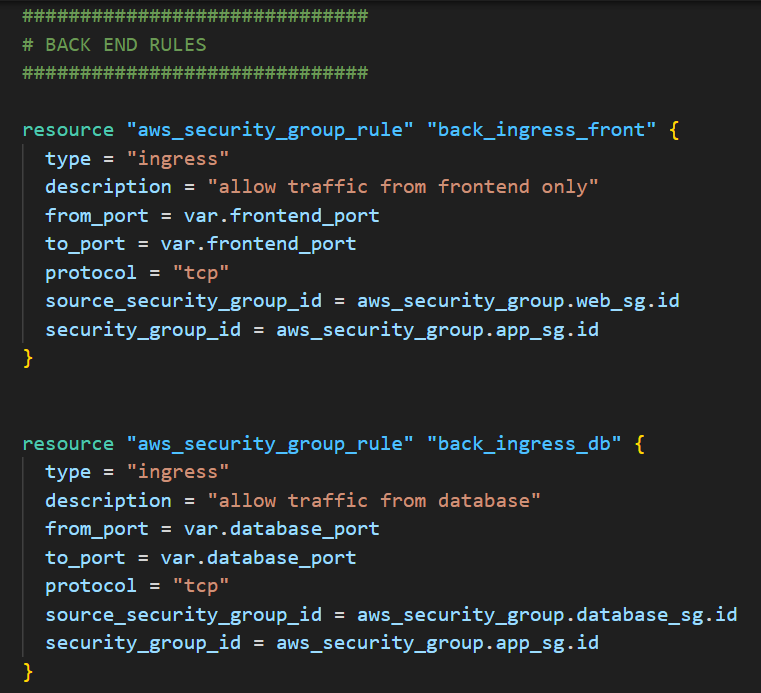 ##############################
# BACK END RULES
##############################
resource "aws_security_group_rule" "back_ingress_front" {
type = "ingress"
description = "allow traffic from frontend only"
from_port = var.frontend_port
to_port = var.frontend_port
protocol = "tcp"
source_security_group_id = aws_security_group.web_sg.id
security_group_id = aws_security_group.app_sg.id
}
resource "aws_security_group_rule" "back_ingress_db" {
type = "ingress"
description = "allow traffic from database"
from_port = var.database_port
to_port = var.database_port
protocol = "tcp"
source_security_group_id = aws_security_group.database_sg.id
security_group_id = aws_security_group.app_sg.id
}